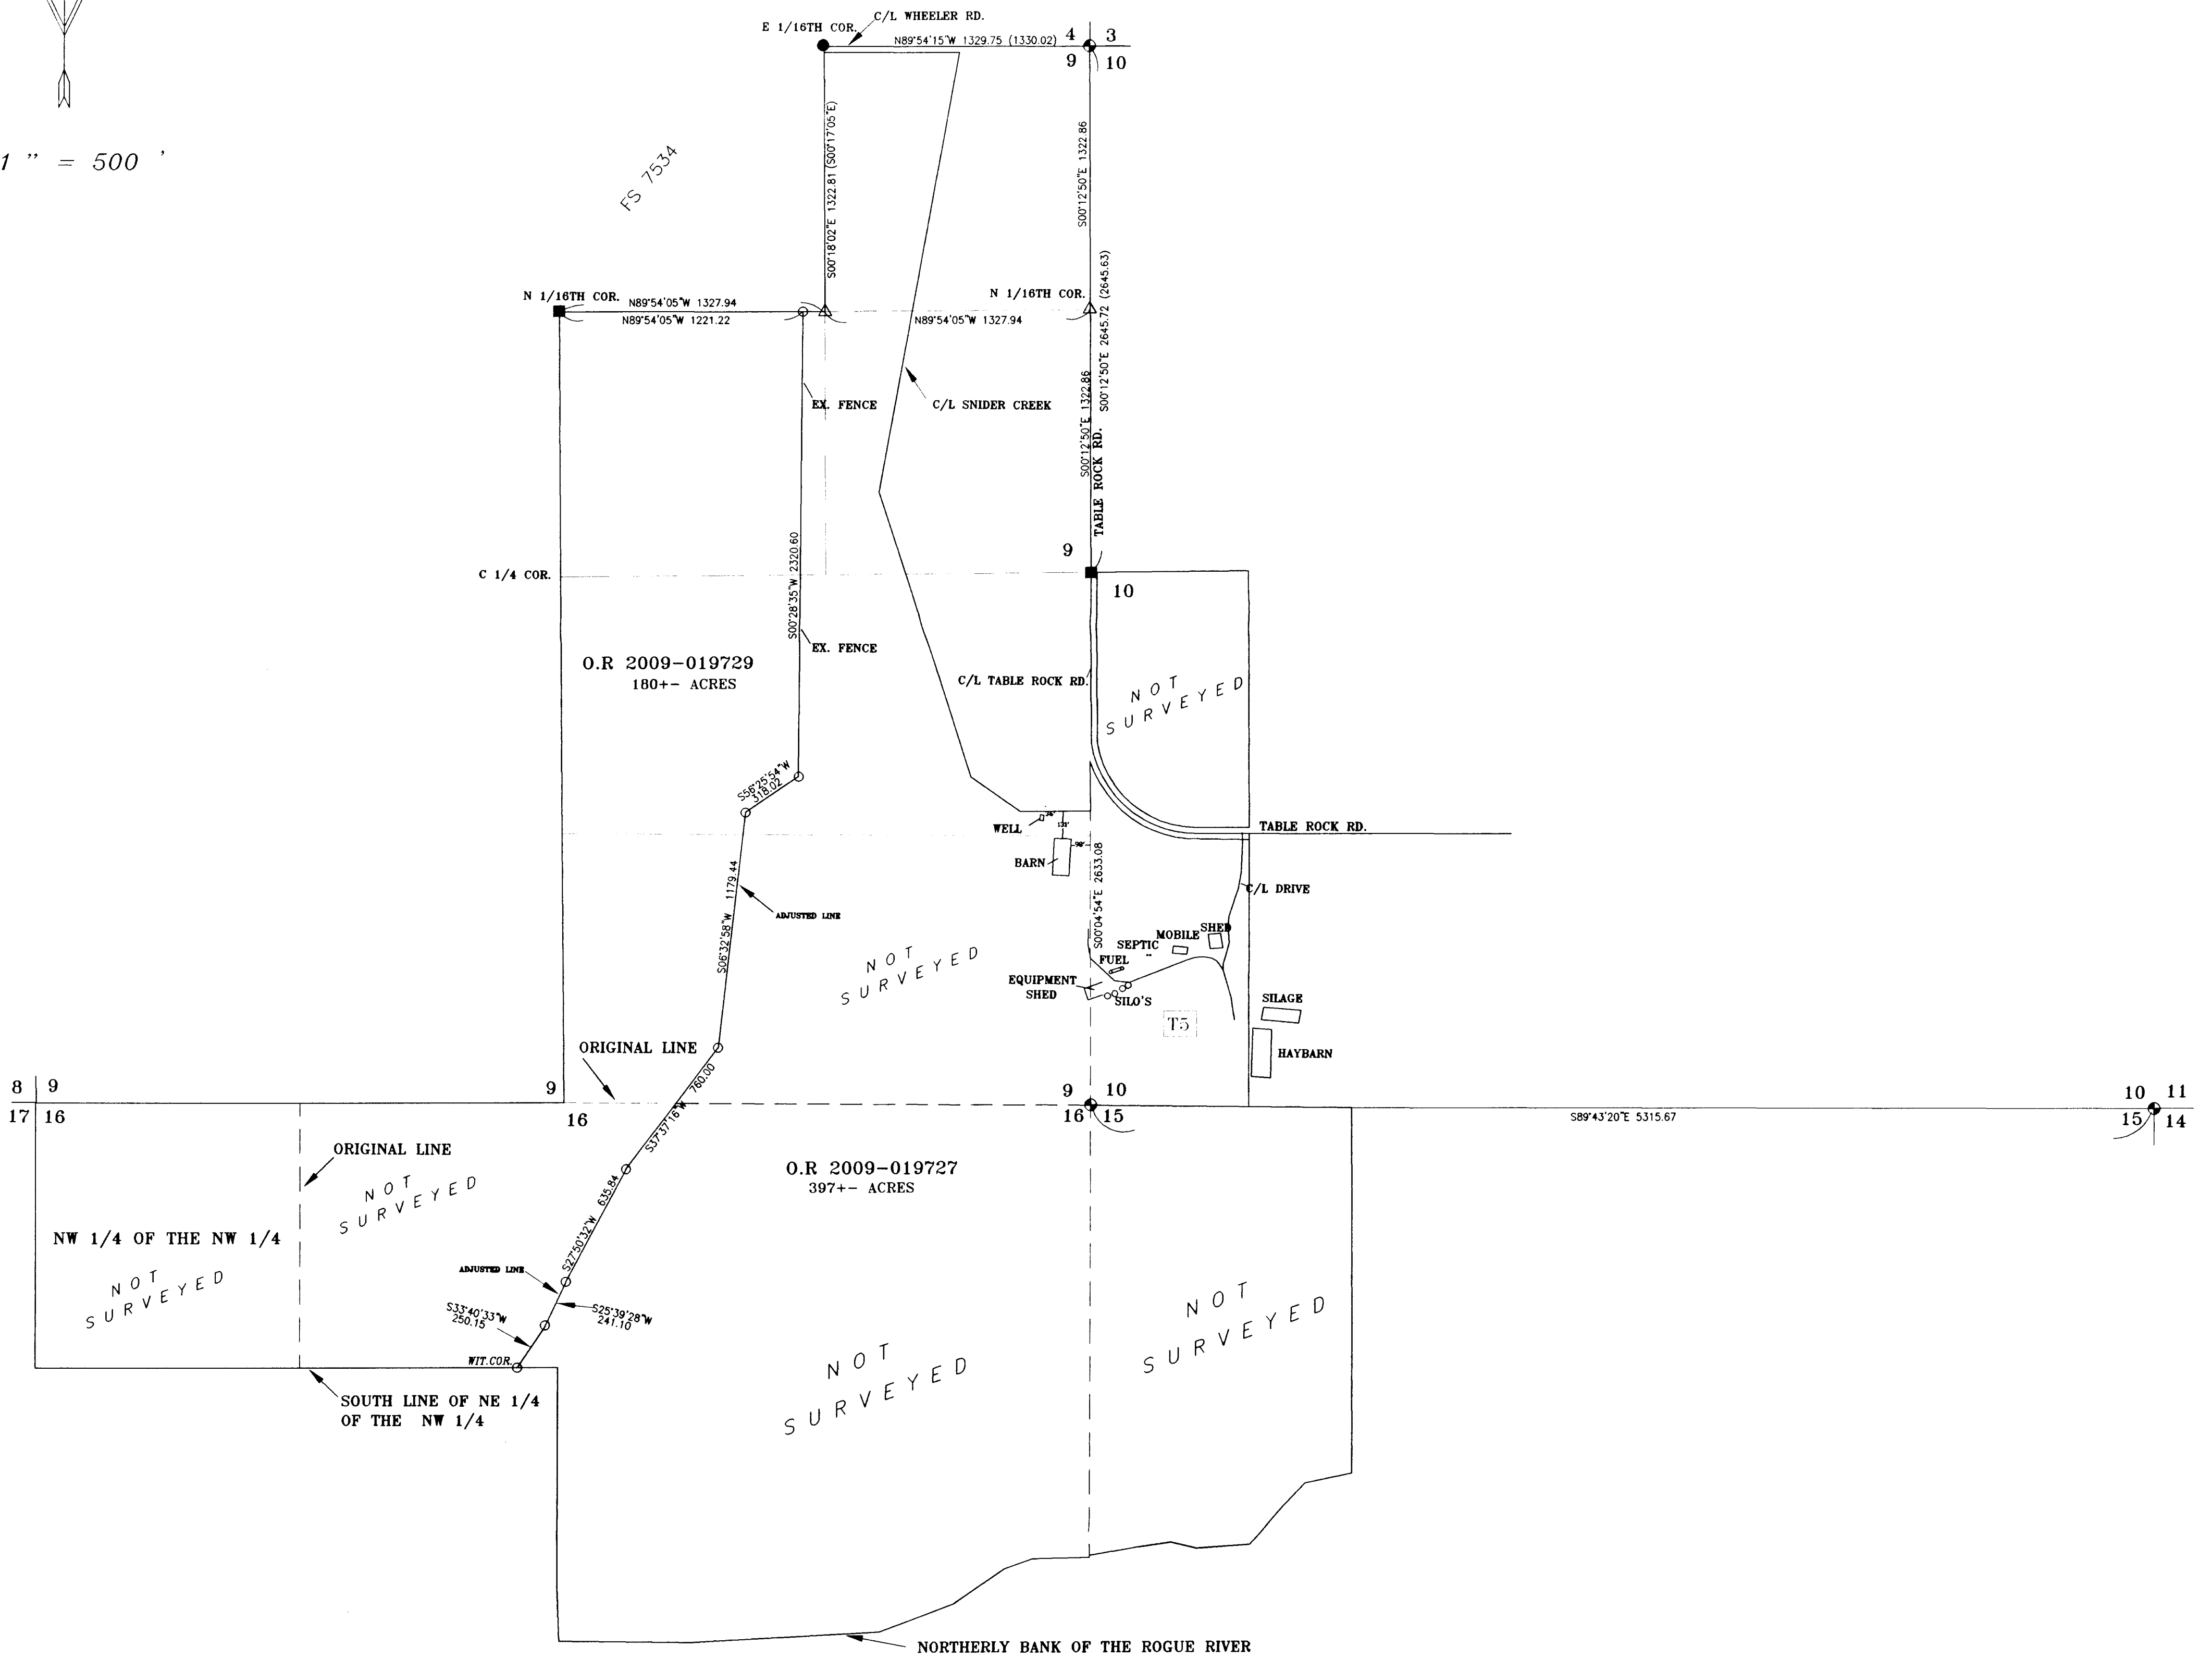 C/L WHEELER RD.
E 1/16TH COR.
N89°54'15"W 1329.75 (1330.02)
4 3
9 10
1 " = 500 '
FS 7534
S00°18'02"E 1322.81 (S00°17'05"E)
S00°12'50"E 1322.86
S00°12'50"E 2645.72 (2645.63)
N 1/16TH COR.
N89°54'05"W 1327.94
N89°54'05"W 1221.22
N 1/16TH COR.
N89°54'05"W 1327.94
EX. FENCE
C/L SNIDER CREEK
S00°12'50"E 1322.86
TABLE ROCK RD.
9
10
C 1/4 COR.
S00°28'35"W 2320.60
EX. FENCE
O.R 2009-019729
180+- ACRES
C/L TABLE ROCK RD.
NOT
SURVEYED
S56°25'54"W
318.02
WELL
36'
131'
98'
BARN
TABLE ROCK RD.
S00°04'54"E 2633.08
C/L DRIVE
S06°32'58"W 1179.44
ADJUSTED LINE
NOT
SURVEYED
SHED
MOBILE
SEPTIC
FUEL
EQUIPMENT
SHED
SILO'S
SILAGE
T5
HAYBARN
ORIGINAL LINE
8 9
17 16
9
16
S37°37'16"W 760.00
9 10
16 15
S89°43'20"E 5315.67
10 11
15 14
ORIGINAL LINE
NOT
SURVEYED
O.R 2009-019727
397+- ACRES
NW 1/4 OF THE NW 1/4
NOT
SURVEYED
S27°50'32"W 635.84
ADJUSTED LINE
S33°40'33"W
250.15
S25°39'28"W
241.10
WIT.COR.
NOT
SURVEYED
NOT
SURVEYED
SOUTH LINE OF NE 1/4
OF THE NW 1/4
NORTHERLY BANK OF THE ROGUE RIVER